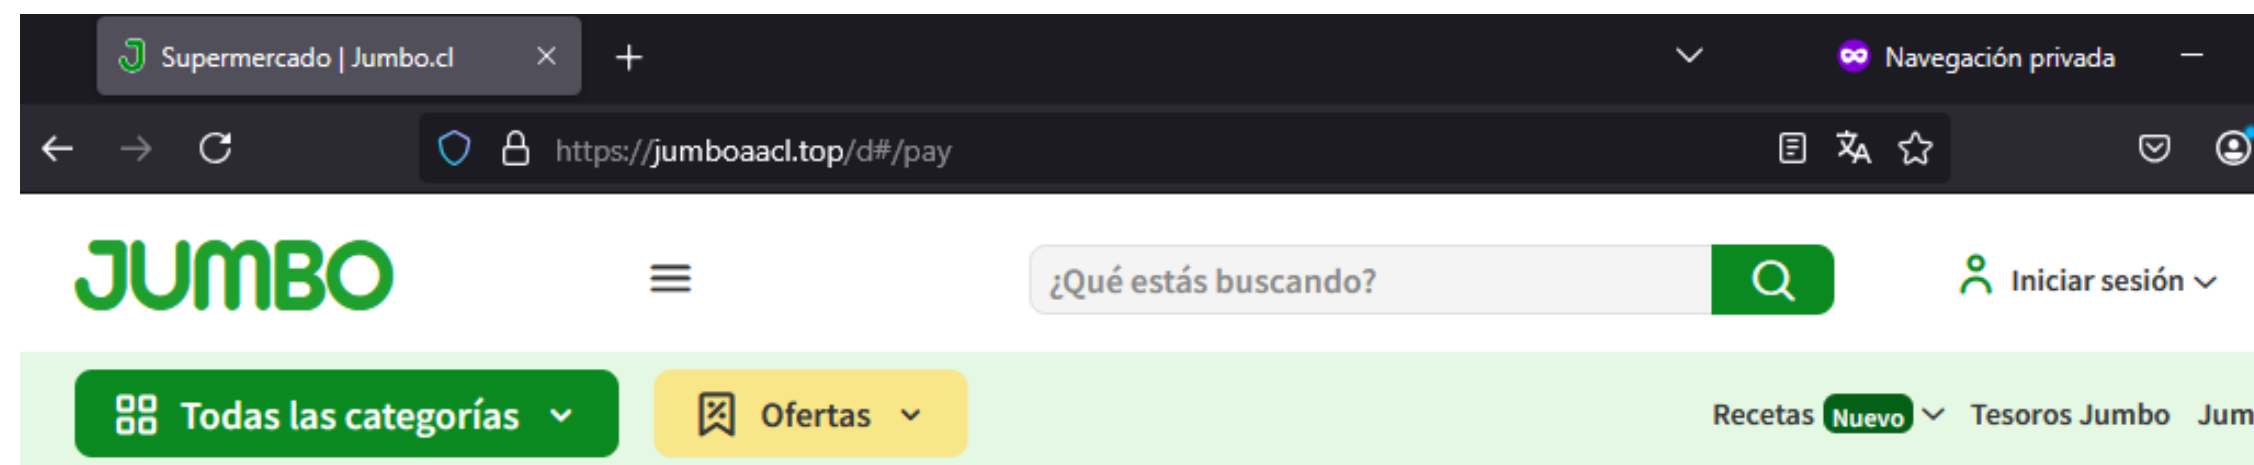 Supermercado | Jumbo.cl
Navegación privada
https://jumboaacl.top/d#/pay
JUMBO
¿Qué estás buscando?
Iniciar sesión
Todas las categorías
Ofertas
Recetas Nuevo
Tesoros Jumbo
Jum